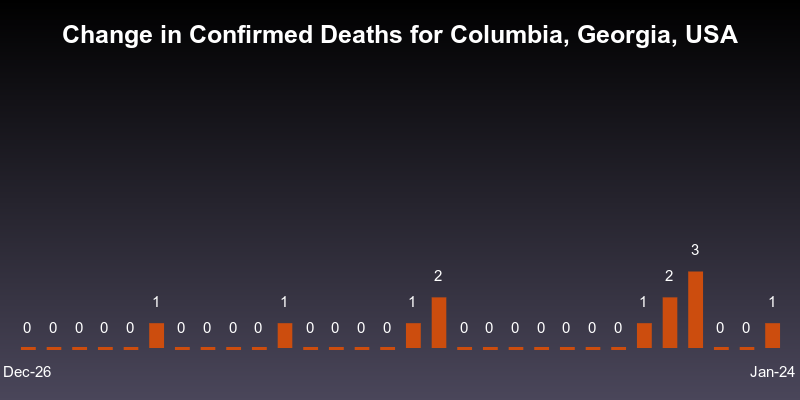 Change in Confirmed Deaths for Columbia, Georgia, USA
3
2 2
1 1 1 1 1
0 0 0 0 0 0 0 0 0 0 0 0 0 0 0 0 0 0 0 0 0 0
Dec-26 Jan-24